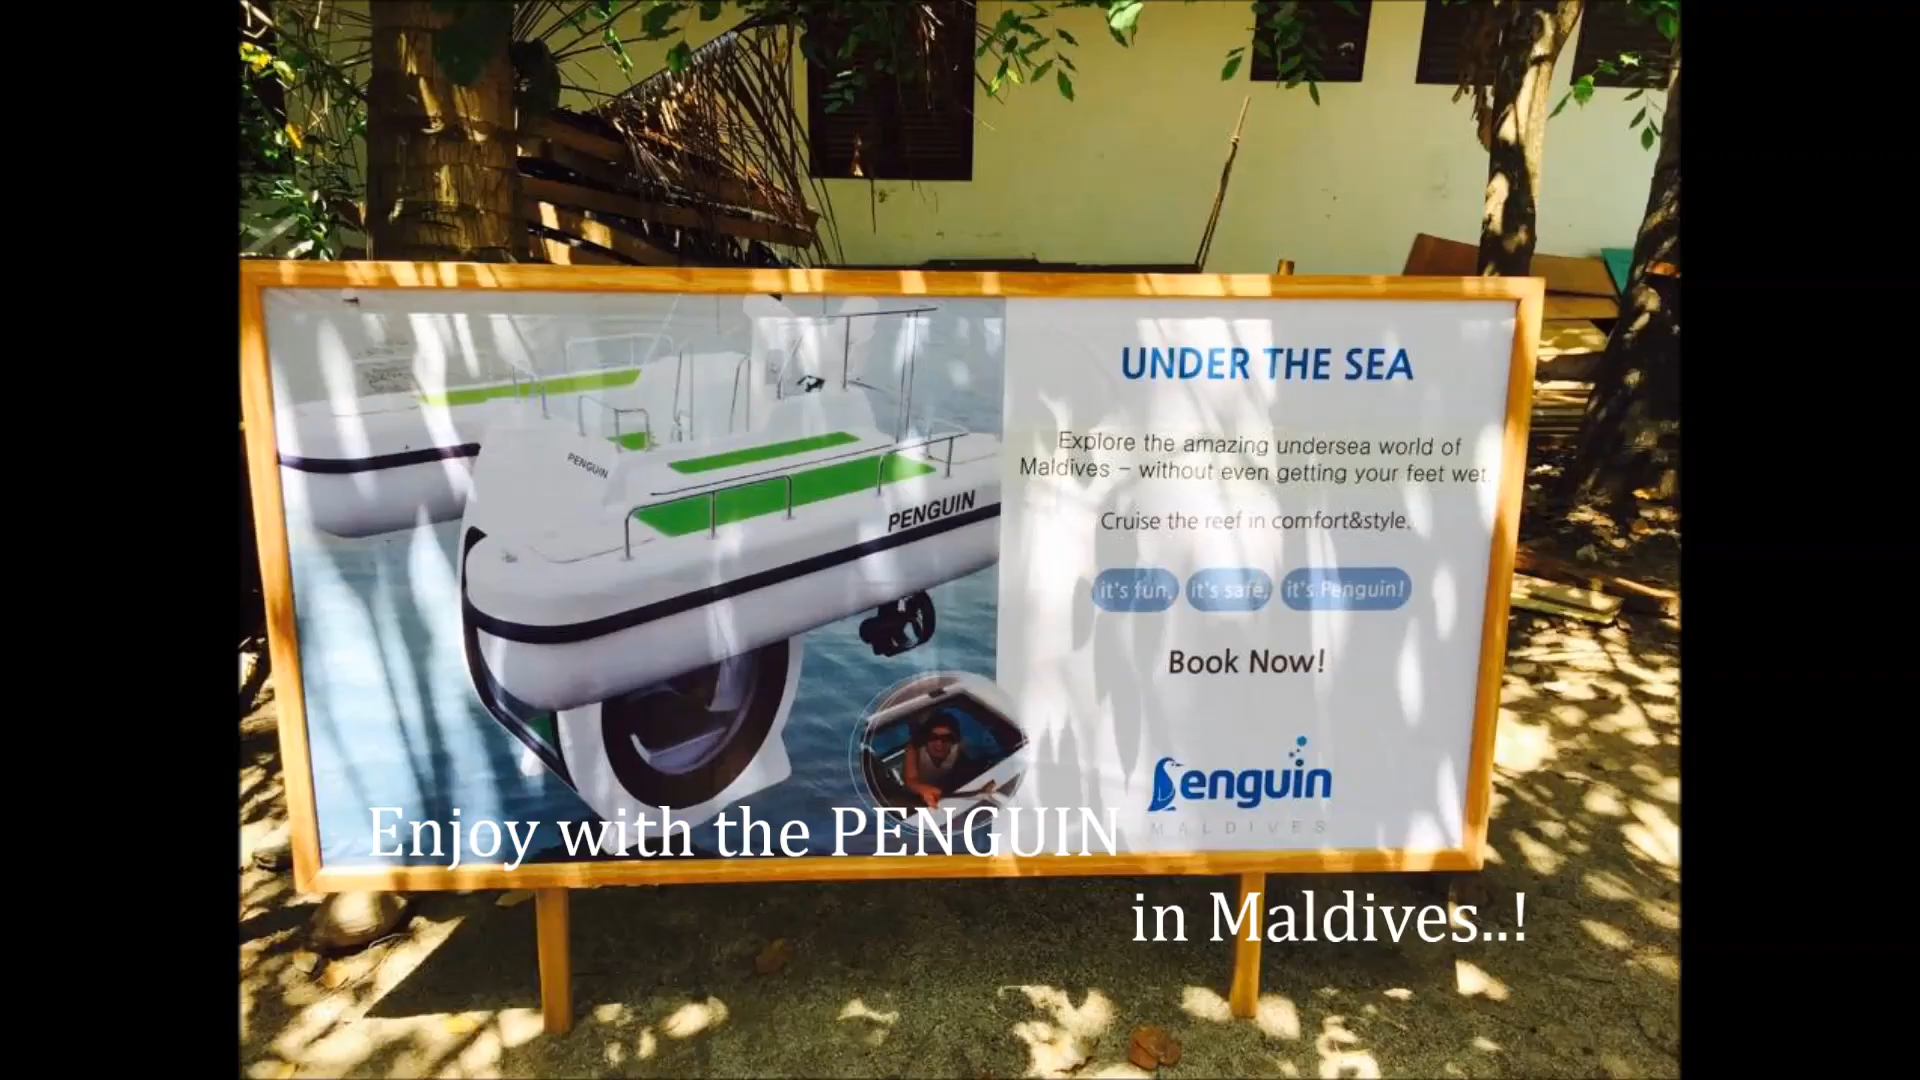 PENGUIN
PENGUIN
UNDER THE SEA
Explore the amazing undersea world of
Maldives – without even getting your feet wet.
Cruise the reef in comfort&style.
it's fun, it's safe, it's Penguin!
Book Now!
Penguin
MALDIVES
Enjoy with the PENGUIN
in Maldives..!